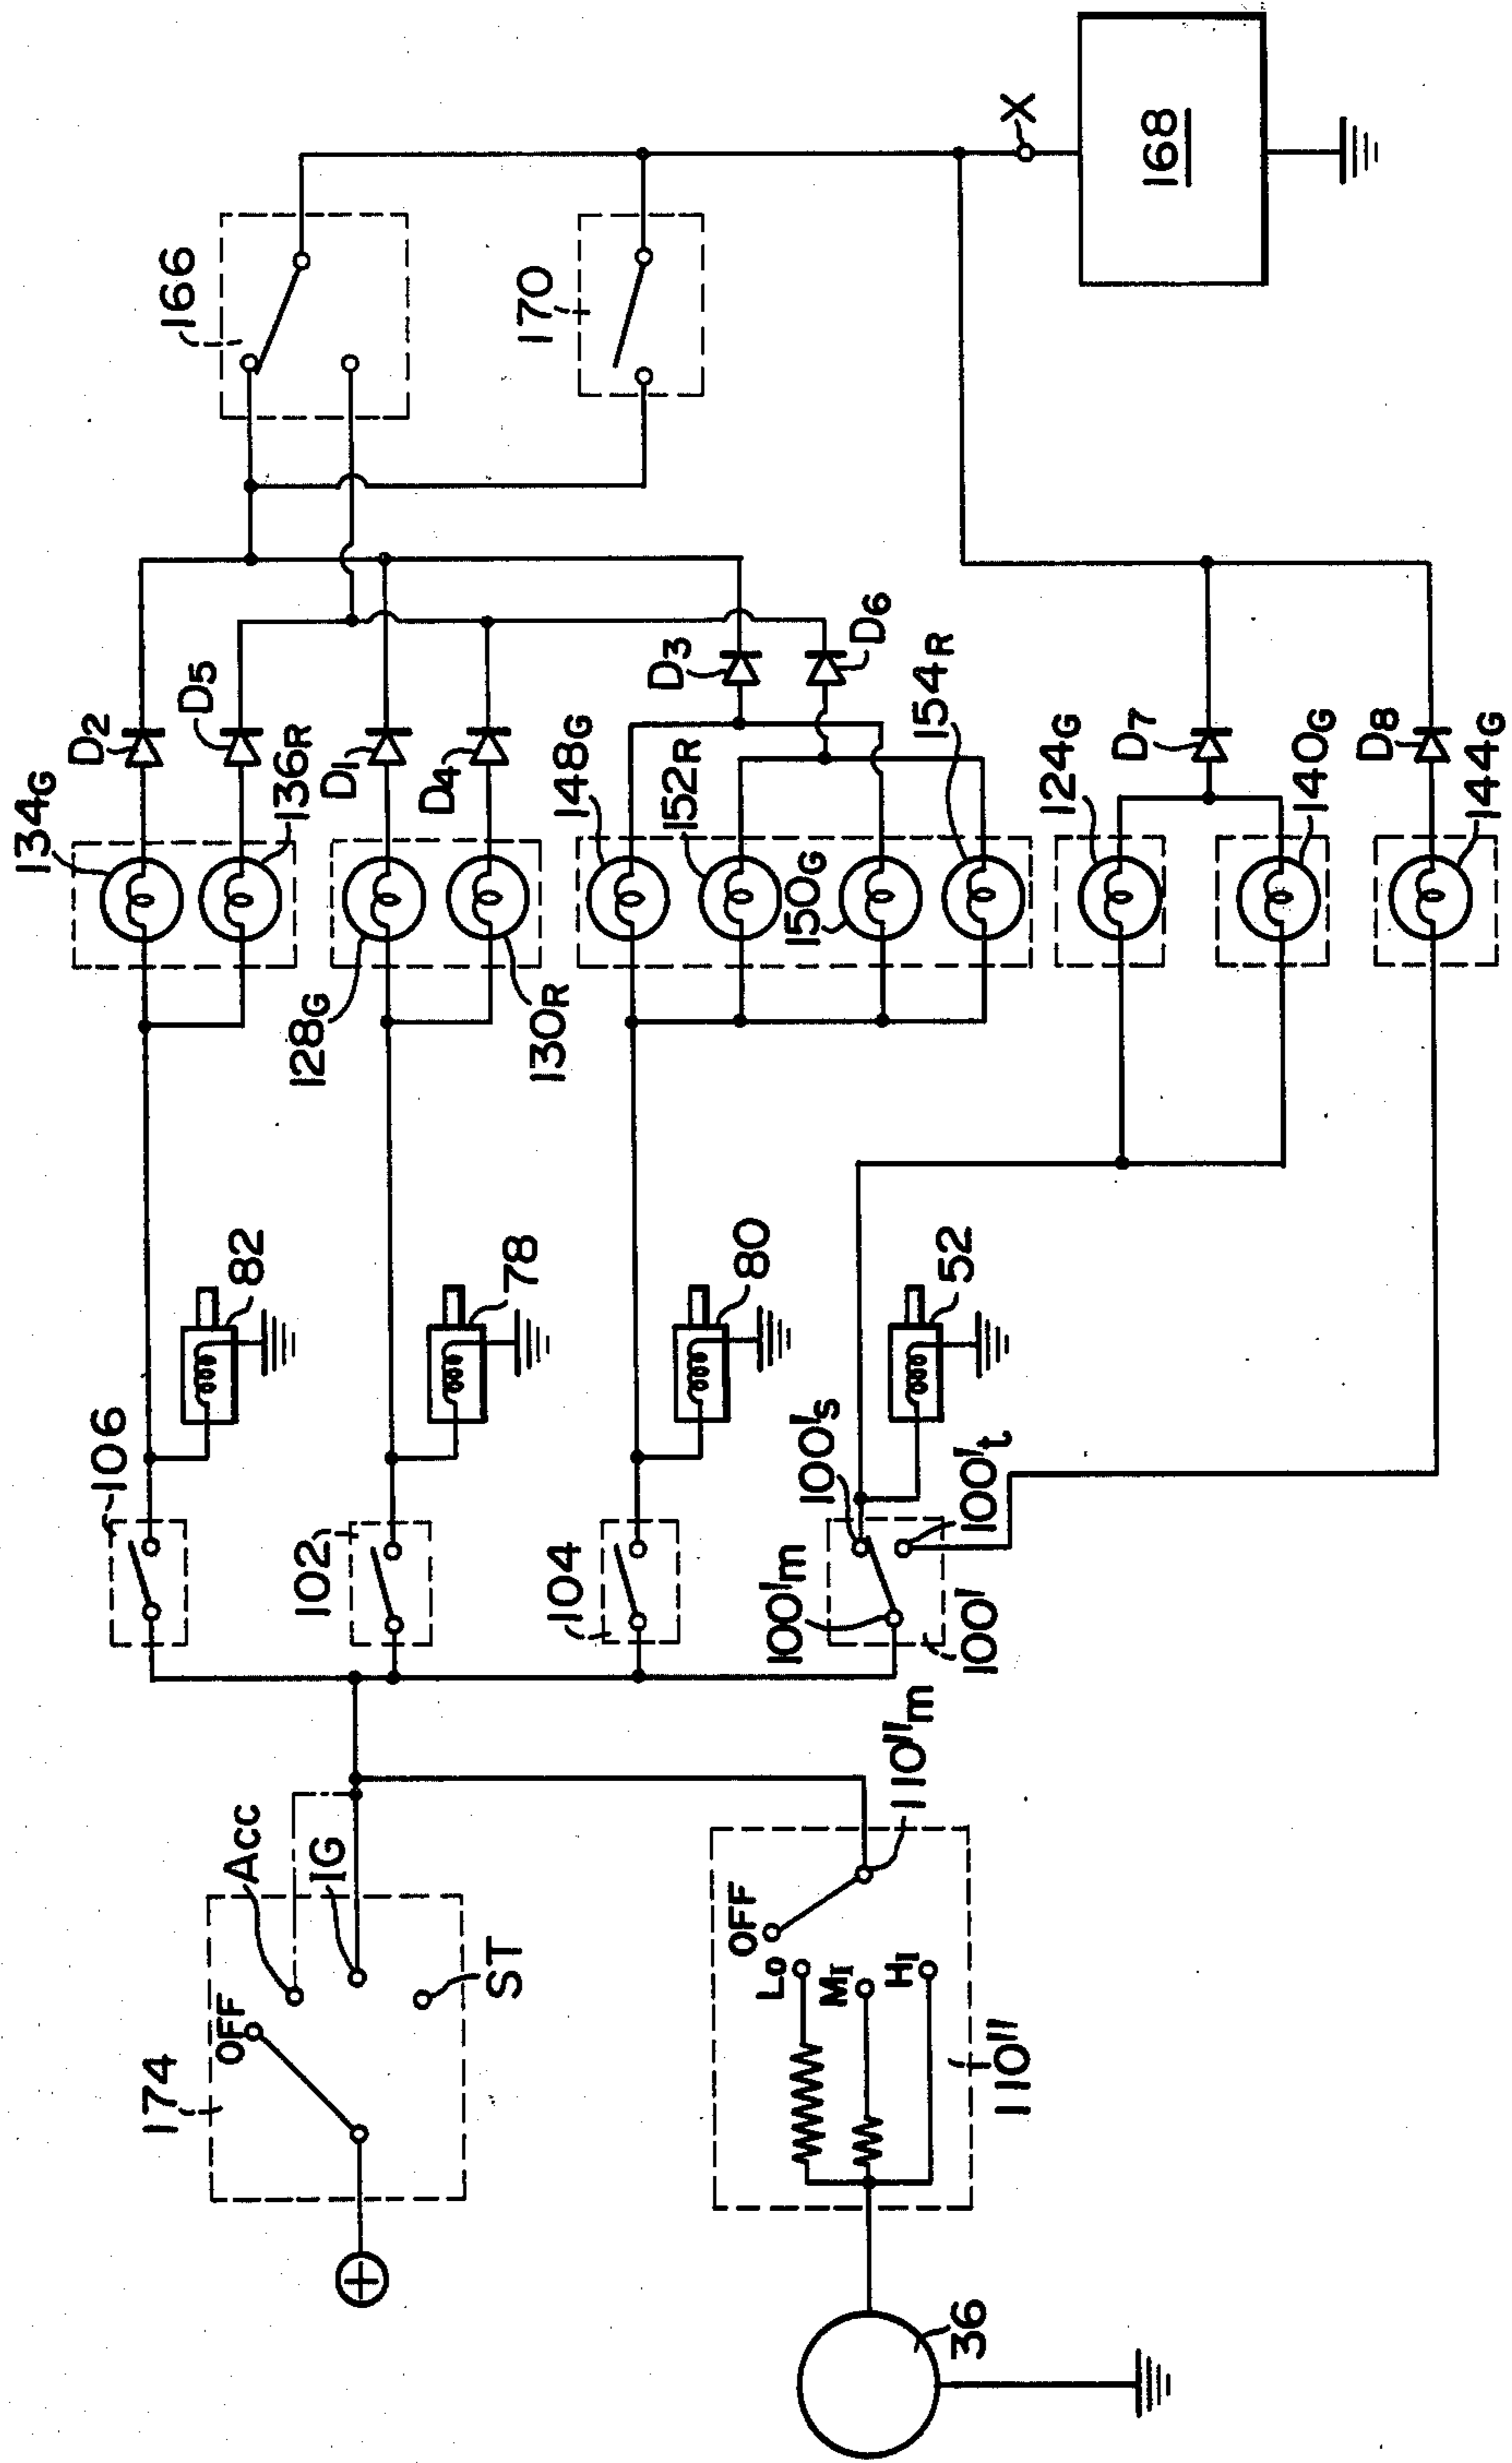 174
OFF
Acc
IG
ST
36
110"
Lo
MI
HI
OFF
110"m
106
82
102
78
104
80
100'm
100's
52
100't
100'
134G
D2
136R
D5
128G
D1
130R
D4
148G
152R
150G
154R
D3
D6
124G
D7
140G
D8
144G
166
170
X
168